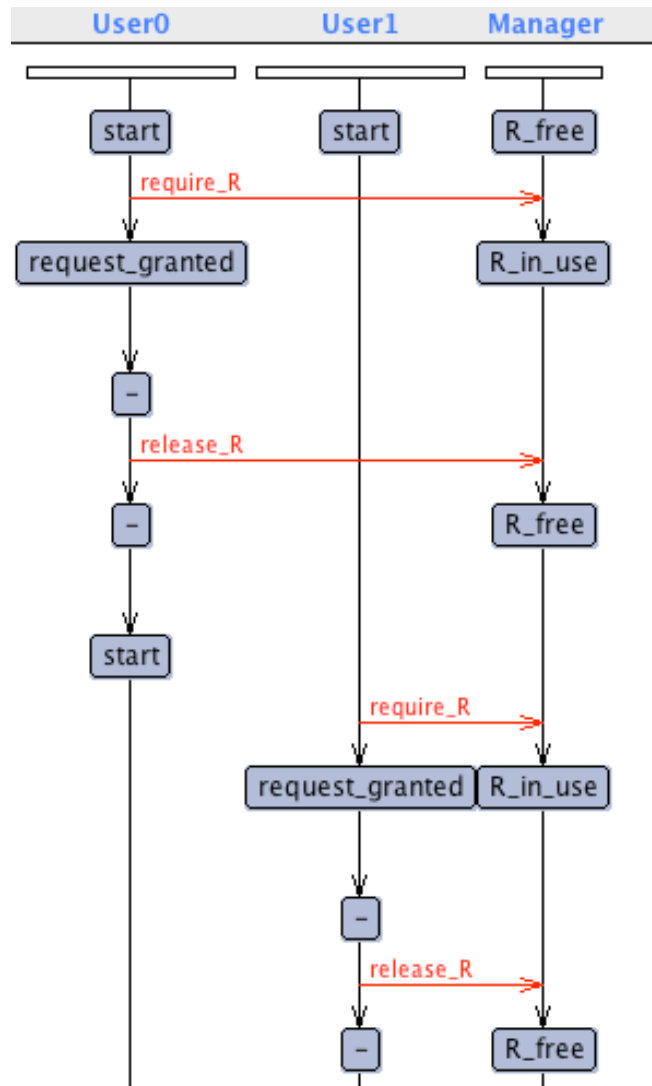 User0 User1 Manager
start start R_free
require_R
request_granted R_in_use
-
release_R
- R_free
start
require_R
request_granted R_in_use
-
release_R
- R_free